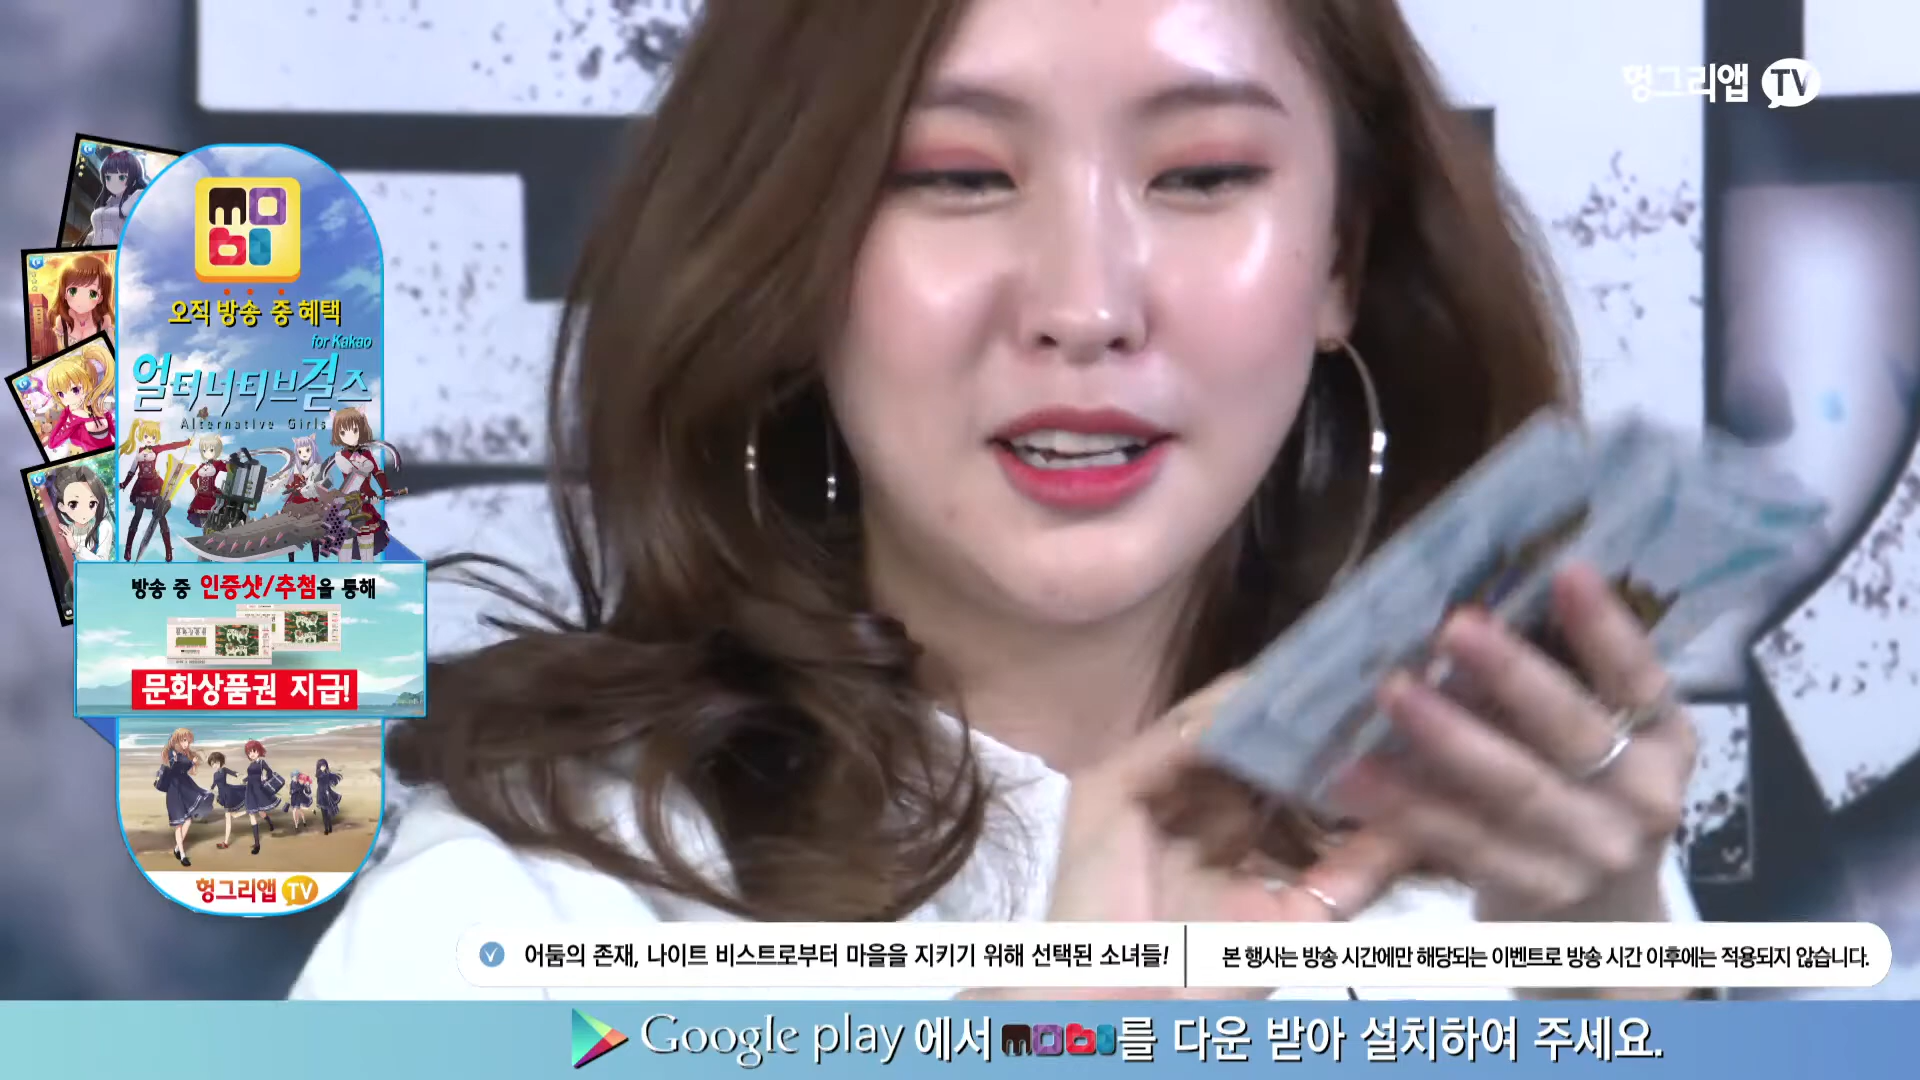 헝그리앱 TV
mobi
오직 방송 중 혜택
for Kakao
얼터너티브 걸즈
Alternative Girls
방송 중 인증샷/추첨을 통해
문화상품권 지급!
헝그리앱 TV
어둠의 존재, 나이트 비스트로부터 마을을 지키기 위해 선택된 소녀들!
본 행사는 방송 시간에만 해당되는 이벤트로 방송 시간 이후에는 적용되지 않습니다.
Google play 에서 mobi를 다운 받아 설치하여 주세요.